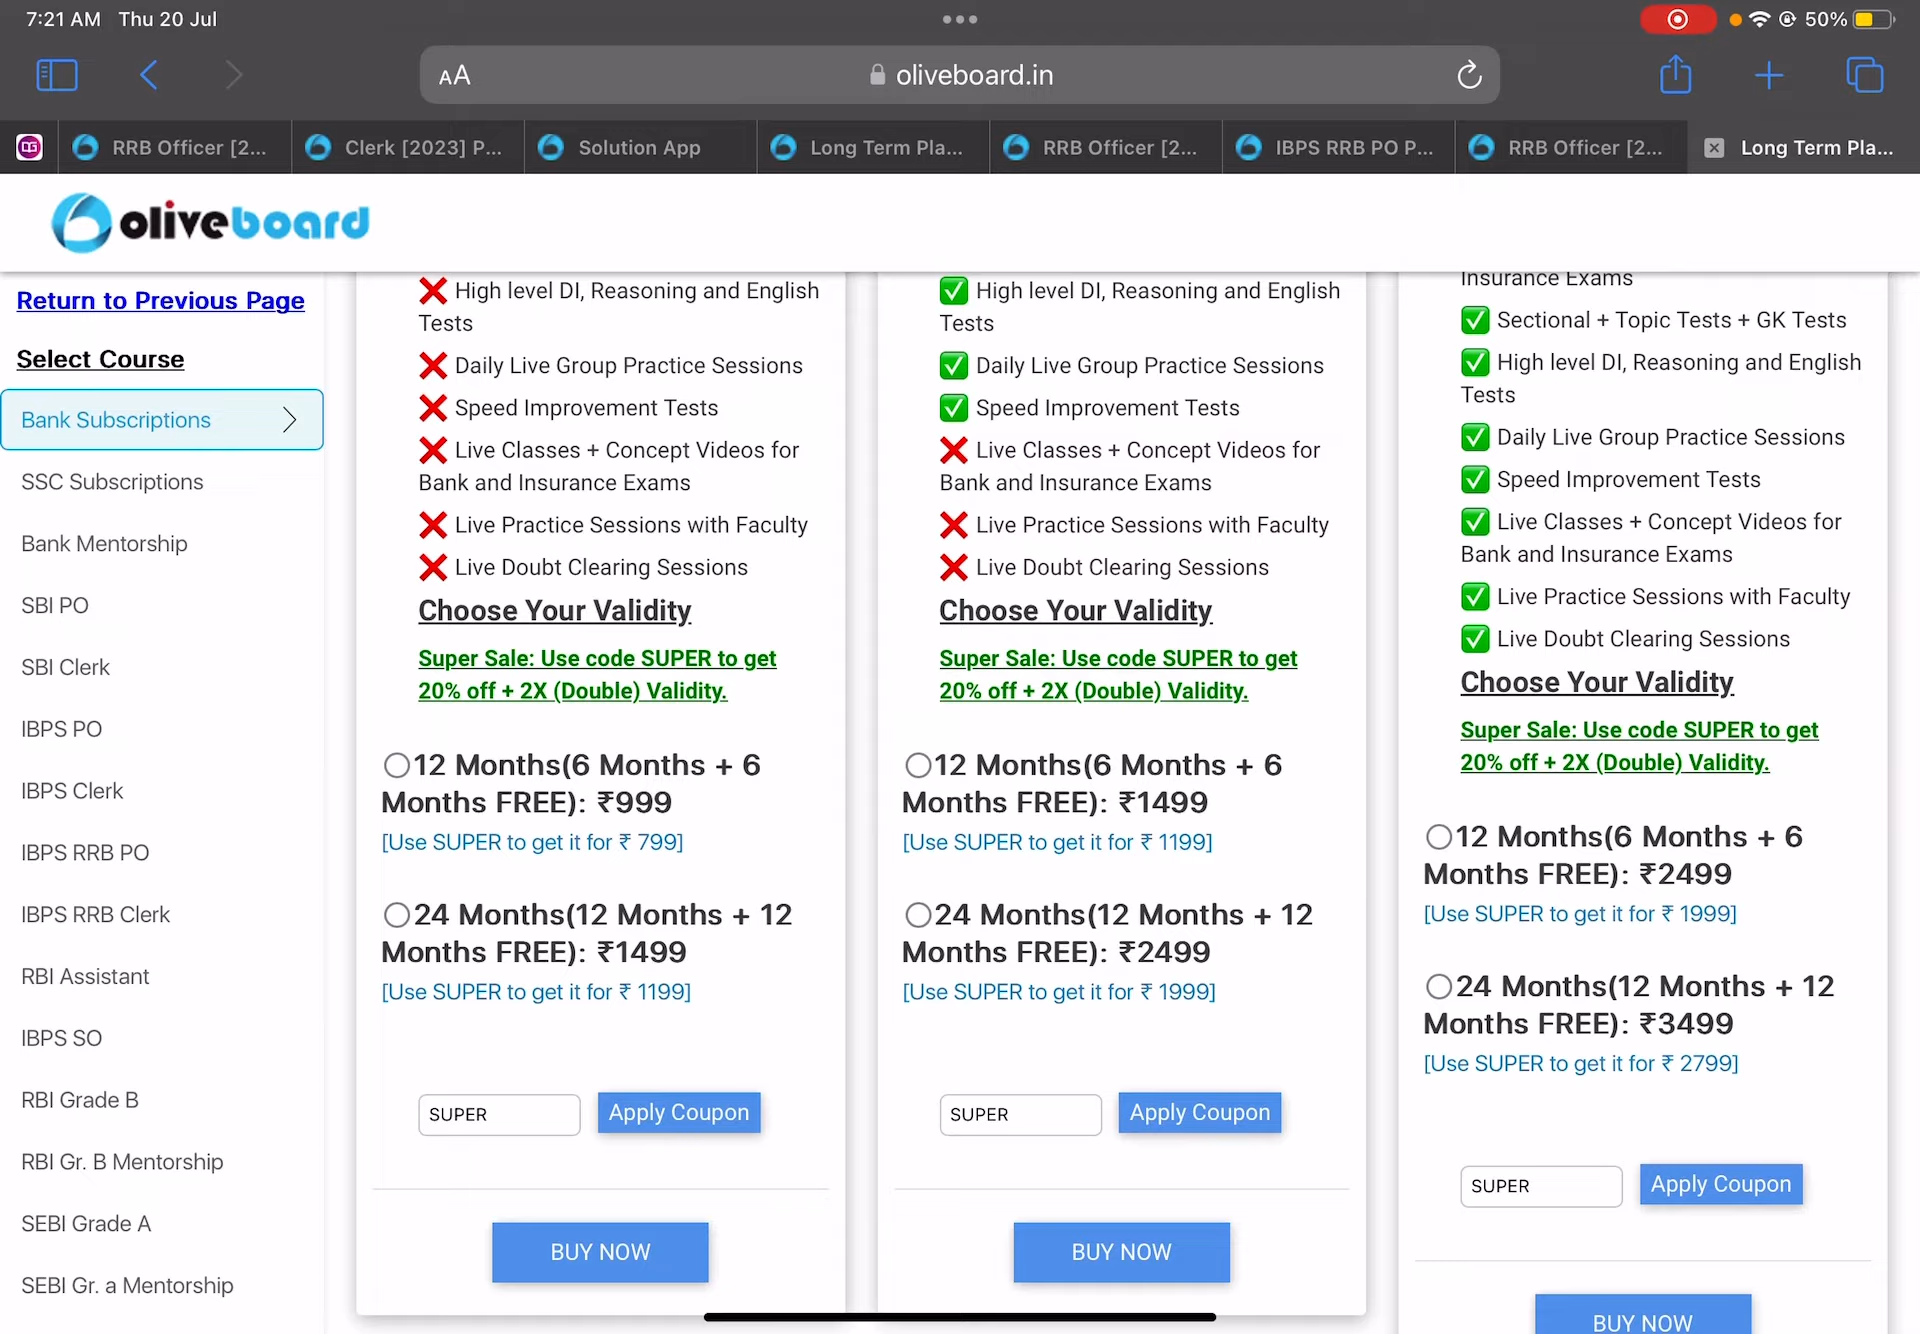 7:21 AM Thu 20 Jul
50%
AA
oliveboard.in
RRB Officer [2...
Clerk [2023] P...
Solution App
Long Term Pla...
RRB Officer [2...
IBPS RRB PO P...
RRB Officer [2...
Long Term Pla...
oliveboard
Return to Previous Page
Select Course
Bank Subscriptions
SSC Subscriptions
Bank Mentorship
SBI PO
SBI Clerk
IBPS PO
IBPS Clerk
IBPS RRB PO
IBPS RRB Clerk
RBI Assistant
IBPS SO
RBI Grade B
RBI Gr. B Mentorship
SEBI Grade A
SEBI Gr. a Mentorship
High level DI, Reasoning and English
Tests
Daily Live Group Practice Sessions
Speed Improvement Tests
Live Classes + Concept Videos for
Bank and Insurance Exams
Live Practice Sessions with Faculty
Live Doubt Clearing Sessions
Choose Your Validity
Super Sale: Use code SUPER to get
20% off + 2X (Double) Validity.
12 Months(6 Months + 6
Months FREE): ₹999
[Use SUPER to get it for ₹ 799]
24 Months(12 Months + 12
Months FREE): ₹1499
[Use SUPER to get it for ₹ 1199]
SUPER
Apply Coupon
BUY NOW
High level DI, Reasoning and English
Tests
Daily Live Group Practice Sessions
Speed Improvement Tests
Live Classes + Concept Videos for
Bank and Insurance Exams
Live Practice Sessions with Faculty
Live Doubt Clearing Sessions
Choose Your Validity
Super Sale: Use code SUPER to get
20% off + 2X (Double) Validity.
12 Months(6 Months + 6
Months FREE): ₹1499
[Use SUPER to get it for ₹ 1199]
24 Months(12 Months + 12
Months FREE): ₹2499
[Use SUPER to get it for ₹ 1999]
SUPER
Apply Coupon
BUY NOW
Insurance Exams
Sectional + Topic Tests + GK Tests
High level DI, Reasoning and English
Tests
Daily Live Group Practice Sessions
Speed Improvement Tests
Live Classes + Concept Videos for
Bank and Insurance Exams
Live Practice Sessions with Faculty
Live Doubt Clearing Sessions
Choose Your Validity
Super Sale: Use code SUPER to get
20% off + 2X (Double) Validity.
12 Months(6 Months + 6
Months FREE): ₹2499
[Use SUPER to get it for ₹ 1999]
24 Months(12 Months + 12
Months FREE): ₹3499
[Use SUPER to get it for ₹ 2799]
SUPER
Apply Coupon
BUY NOW